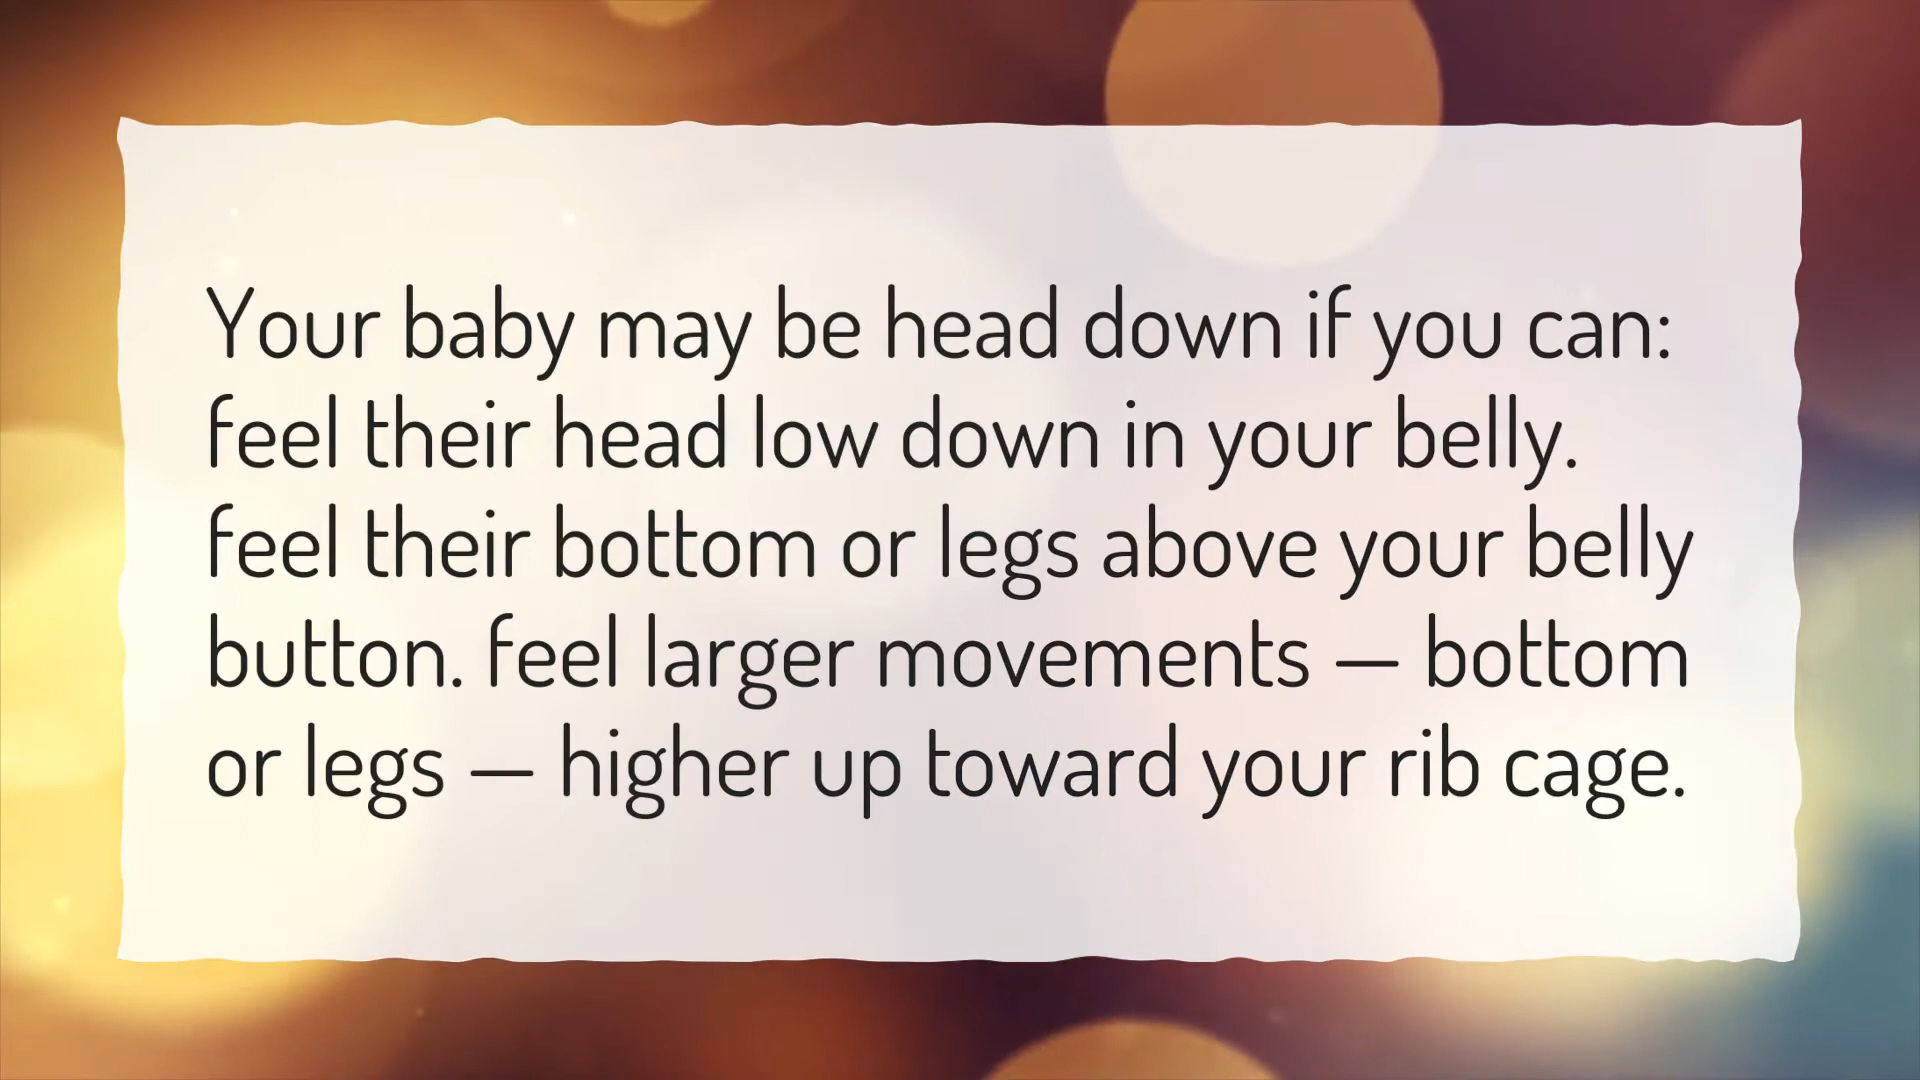 Your baby may be head down if you can:
feel their head low down in your belly.
feel their bottom or legs above your belly
button. feel larger movements — bottom
or legs — higher up toward your rib cage.